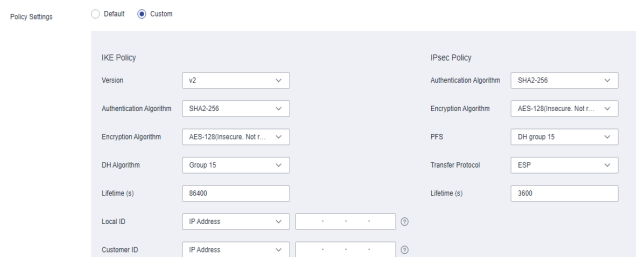 Policy Settings Default Custom
IKE Policy IPsec Policy
Version v2 Authentication Algorithm SHA2-256
Authentication Algorithm SHA2-256 Encryption Algorithm AES-128(Insecure. Not r...
Encryption Algorithm AES-128(Insecure. Not r... PFS DH group 15
DH Algorithm Group 15 Transfer Protocol ESP
Lifetime (s) 86400 Lifetime (s) 3600
Local ID IP Address . . . ?
Customer ID IP Address . . . ?